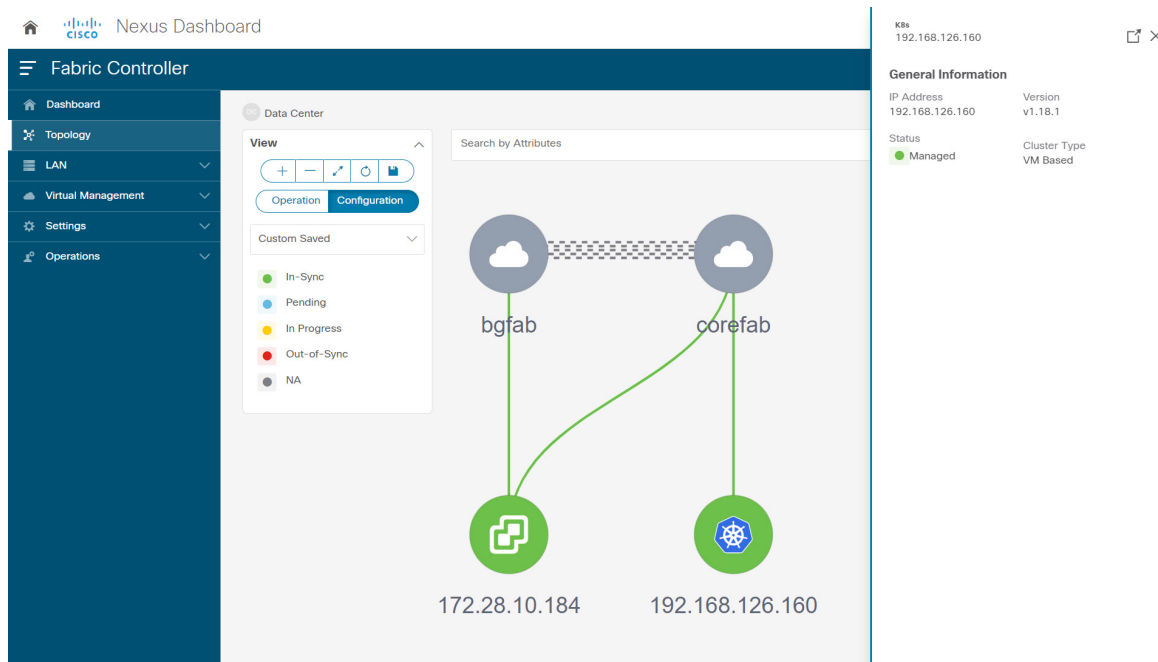 CISCO Nexus Dashboard
Fabric Controller
Dashboard
Topology
LAN
Virtual Management
Settings
Operations
Data Center
View
Operation Configuration
Custom Saved
In-Sync
Pending
In Progress
Out-of-Sync
NA
Search by Attributes
bgfab
corefab
172.28.10.184
192.168.126.160
K8s
192.168.126.160
General Information
IP Address
192.168.126.160
Version
v1.18.1
Status
Managed
Cluster Type
VM Based